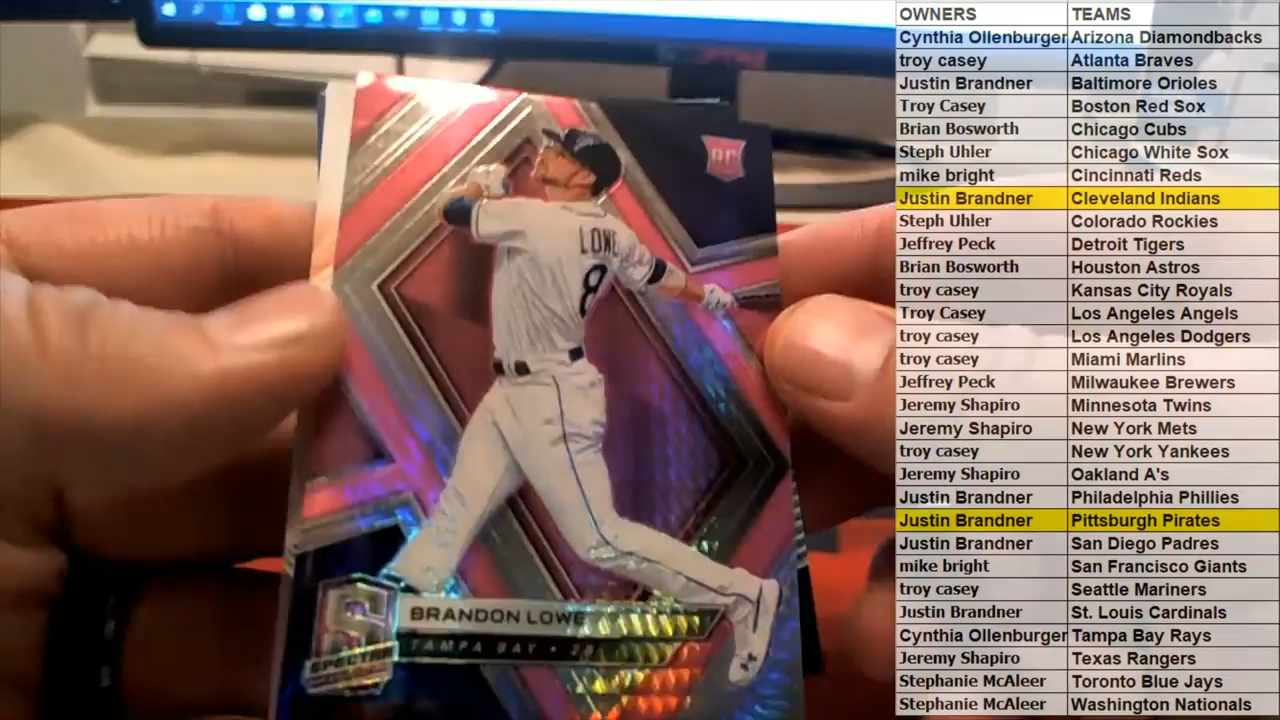 RC
LOWE
8
BRANDON LOWE
TAMPA BAY • 2B
S
SPECTRA
OWNERS TEAMS
Cynthia Ollenburger Arizona Diamondbacks
troy casey Atlanta Braves
Justin Brandner Baltimore Orioles
Troy Casey Boston Red Sox
Brian Bosworth Chicago Cubs
Steph Uhler Chicago White Sox
mike bright Cincinnati Reds
Justin Brandner Cleveland Indians
Steph Uhler Colorado Rockies
Jeffrey Peck Detroit Tigers
Brian Bosworth Houston Astros
troy casey Kansas City Royals
Troy Casey Los Angeles Angels
troy casey Los Angeles Dodgers
troy casey Miami Marlins
Jeffrey Peck Milwaukee Brewers
Jeremy Shapiro Minnesota Twins
Jeremy Shapiro New York Mets
troy casey New York Yankees
Jeremy Shapiro Oakland A's
Justin Brandner Philadelphia Phillies
Justin Brandner Pittsburgh Pirates
Justin Brandner San Diego Padres
mike bright San Francisco Giants
troy casey Seattle Mariners
Justin Brandner St. Louis Cardinals
Cynthia Ollenburger Tampa Bay Rays
Jeremy Shapiro Texas Rangers
Stephanie McAleer Toronto Blue Jays
Stephanie McAleer Washington Nationals